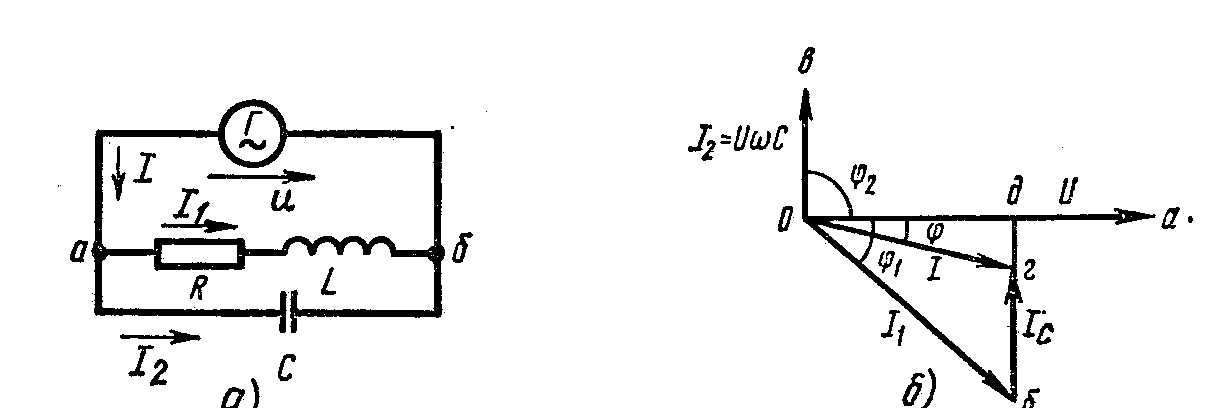 Г
~
I
u
I₁
а
б
R
L
I₂
C
а)
в
I₂=UωC
φ₂
0
д
U
а.
φ
φ₁
I
г
I₁
I_C
б
б)